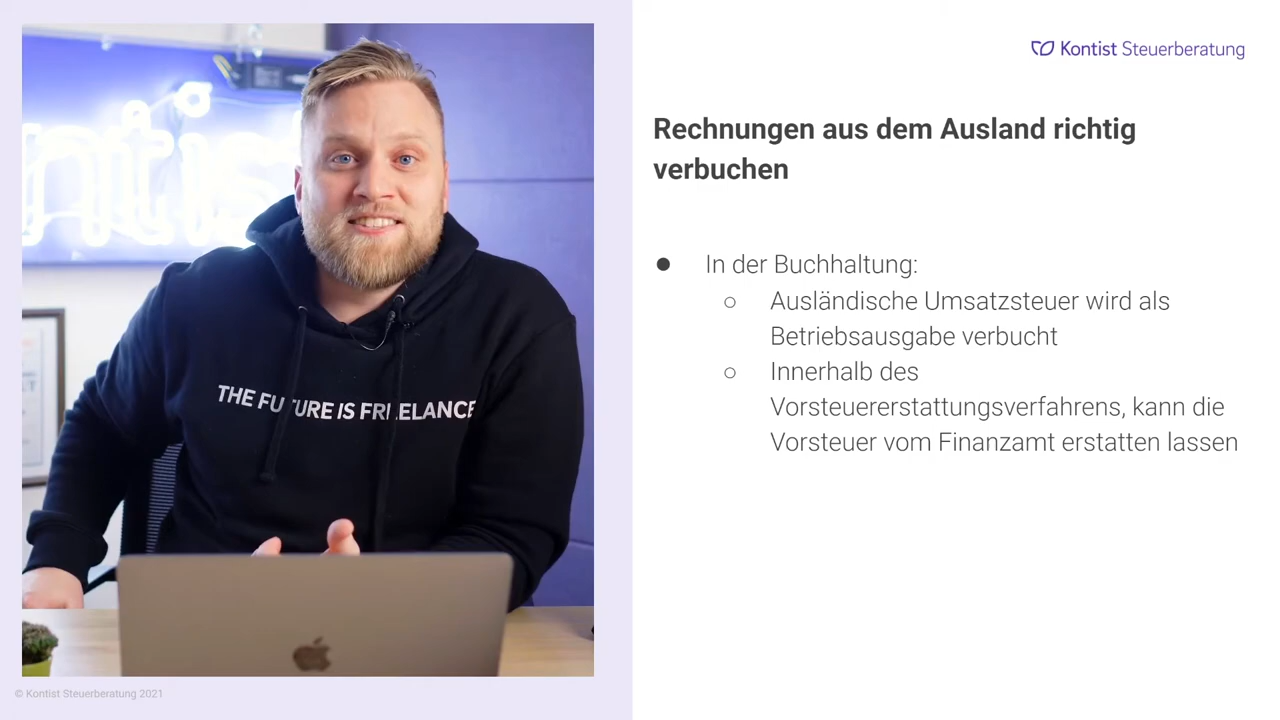 Kontist Steuerberatung
Rechnungen aus dem Ausland richtig
verbuchen
● In der Buchhaltung:
○ Ausländische Umsatzsteuer wird als
Betriebsausgabe verbucht
○ Innerhalb des
Vorsteuererstattungsverfahrens, kann die
Vorsteuer vom Finanzamt erstatten lassen
ntis
THE FUTURE IS FREELANCE
© Kontist Steuerberatung 2021